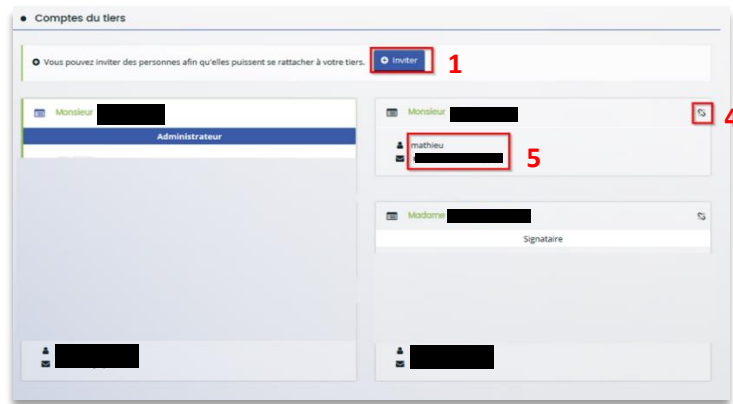 Comptes du tiers
Vous pouvez inviter des personnes afin qu'elles puissent se rattacher à votre tiers. Inviter 1
Monsieur
Administrateur
Monsieur
4
mathieu
5
Madame
Signataire